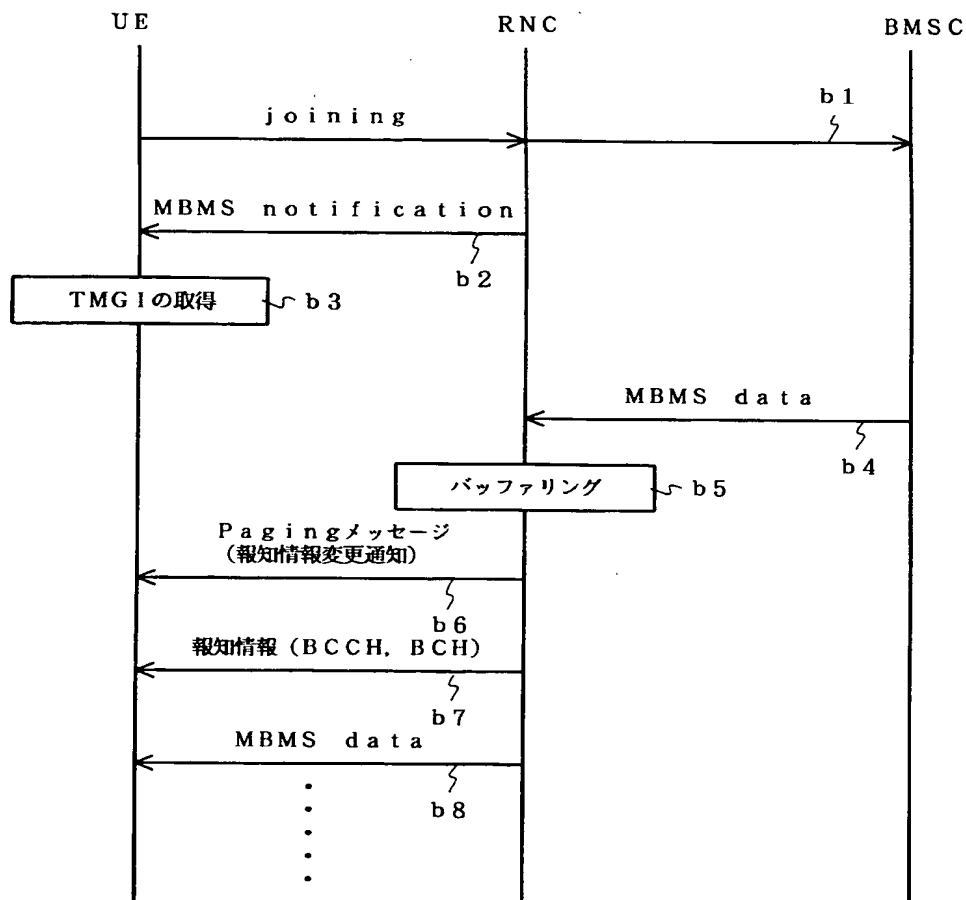 UE
RNC
BMSC
joining
b1
MBMS notification
b2
TMGIの取得
b3
MBMS data
b4
バッファリング
b5
Pagingメッセージ
(報知情報変更通知)
b6
報知情報(BCCH, BCH)
b7
MBMS data
b8